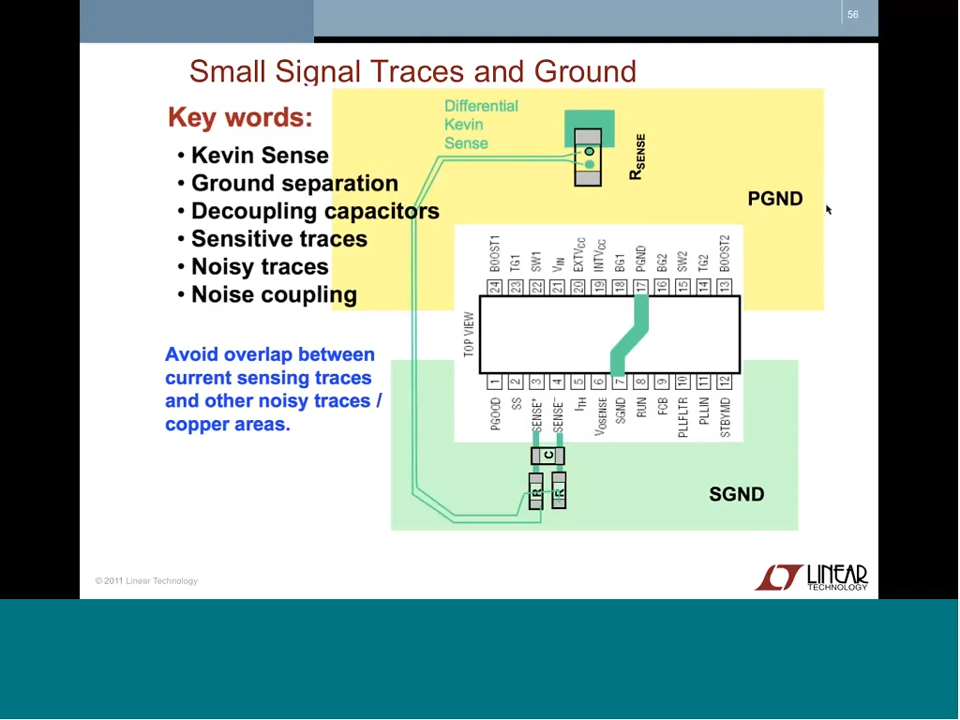 56
Small Signal Traces and Ground
Key words:
• Kevin Sense
• Ground separation
• Decoupling capacitors
• Sensitive traces
• Noisy traces
• Noise coupling
Avoid overlap between
current sensing traces
and other noisy traces /
copper areas.
Differential
Kevin
Sense
RSENSE
PGND
BOOST1
TG1
SW1
VIN
EXTVCC
INTVCC
BG1
PGND
BG2
SW2
TG2
BOOST2
24 23 22 21 20 19 18 17 16 15 14 13
TOP VIEW
1 2 3 4 5 6 7 8 9 10 11 12
PGOOD
SS
SENSE+
SENSE–
ITH
VOSENSE
SGND
RUN
FCB
PLLFLTR
PLLIN
STBYMD
C
R R
SGND
© 2011 Linear Technology
LINEAR
TECHNOLOGY